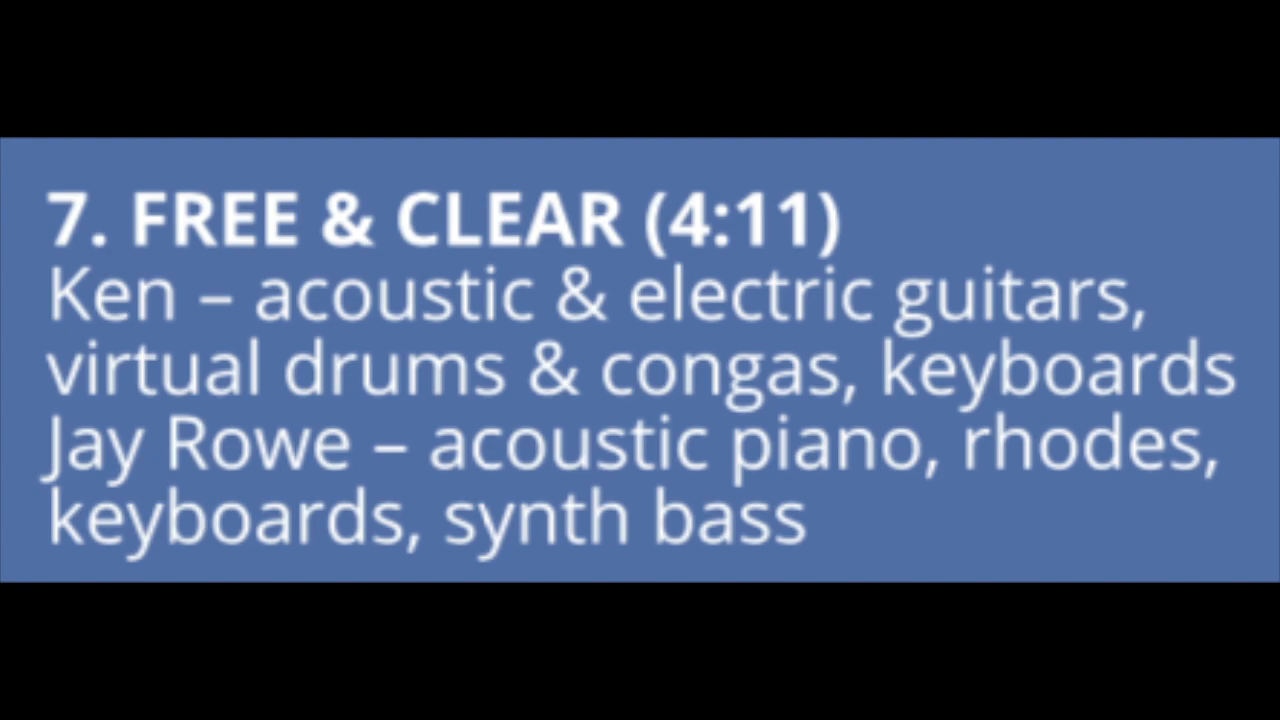 7. FREE & CLEAR (4:11)
Ken – acoustic & electric guitars,
virtual drums & congas, keyboards
Jay Rowe – acoustic piano, rhodes,
keyboards, synth bass